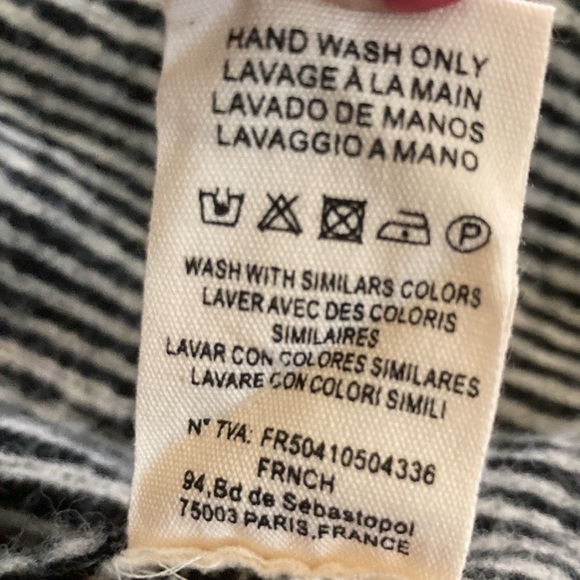 HAND WASH ONLY
LAVAGE À LA MAIN
LAVADO DE MANOS
LAVAGGIO A MANO
P
WASH WITH SIMILARS COLORS
LAVER AVEC DES COLORIS
SIMILAIRES
LAVAR CON COLORES SIMILARES
LAVARE CON COLORI SIMILI
N° TVA: FR50410504336
FRNCH
94,Bd de Sébastopol
75003 PARIS,FRANCE